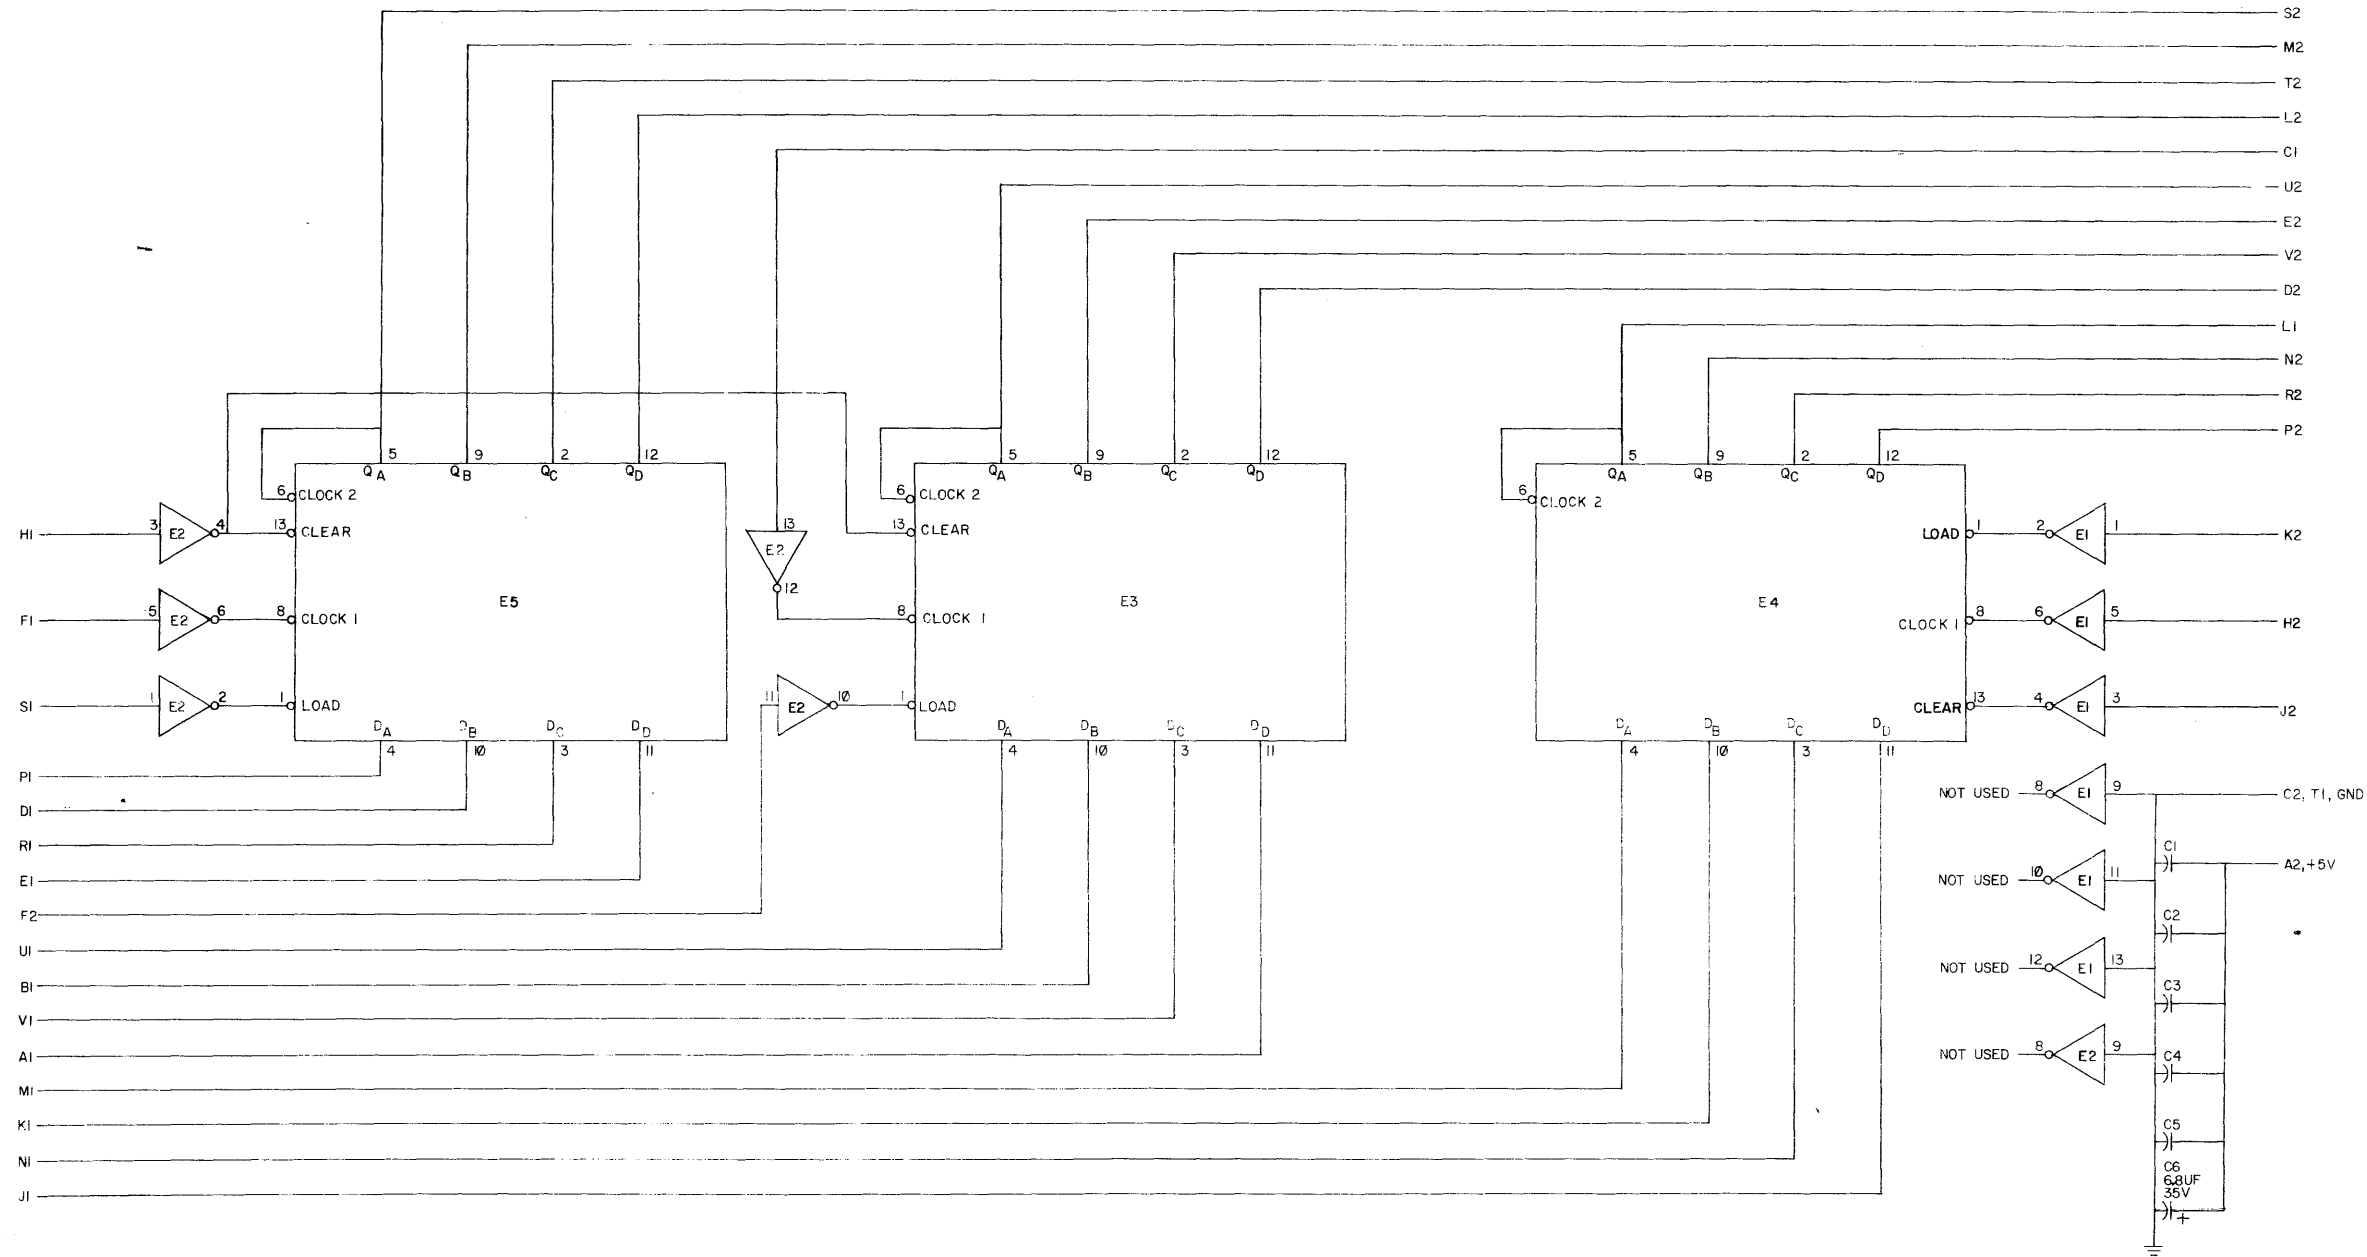 S2
M2
T2
L2
C1
U2
E2
V2
D2
L1
N2
R2
P2
5 9 2 12
QA QB QC QD
6 CLOCK 2
H1 3 E2 4 13 CLEAR
F1 5 E2 6 8 CLOCK 1
E5
S1 1 E2 2 1 LOAD
DA DB DC DD
4 10 3 11
5 9 2 12
QA QB QC QD
6 CLOCK 2
13 CLEAR
13
E2
12
8 CLOCK 1
E3
11 E2 10 1 LOAD
DA DB DC DD
4 10 3 11
5 9 2 12
QA QB QC QD
6 CLOCK 2
LOAD 1 2 E1 1 K2
E4
CLOCK 1 8 6 E1 5 H2
CLEAR 13 4 E1 3 J2
DA DB DC DD
4 10 3 11
P1
D1
R1
E1
F2
U1
B1
V1
A1
M1
K1
N1
J1
NOT USED 8 E1 9 C2, T1, GND
C1
A2, +5V
NOT USED 10 E1 11
C2
NOT USED 12 E1 13
C3
NOT USED 8 E2 9
C4
C5
C6
6.8UF
35V
+